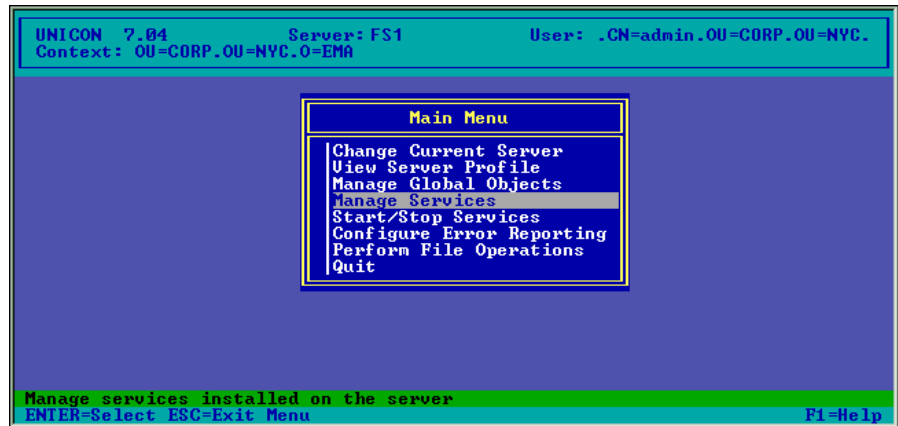 UNICON 7.04 Server: FS1 User: .CN=admin.OU=CORP.OU=NYC.
Context: OU=CORP.OU=NYC.O=EMA
Main Menu
Change Current Server
View Server Profile
Manage Global Objects
Manage Services
Start/Stop Services
Configure Error Reporting
Perform File Operations
Quit
Manage services installed on the server
ENTER=Select ESC=Exit Menu F1=Help